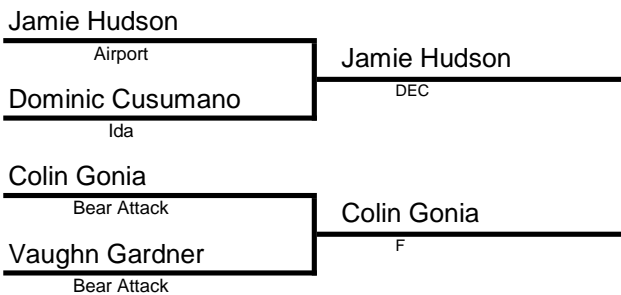 Jamie Hudson
Airport
Dominic Cusumano
Ida
Jamie Hudson
DEC
Colin Gonia
Bear Attack
Vaughn Gardner
Bear Attack
Colin Gonia
F